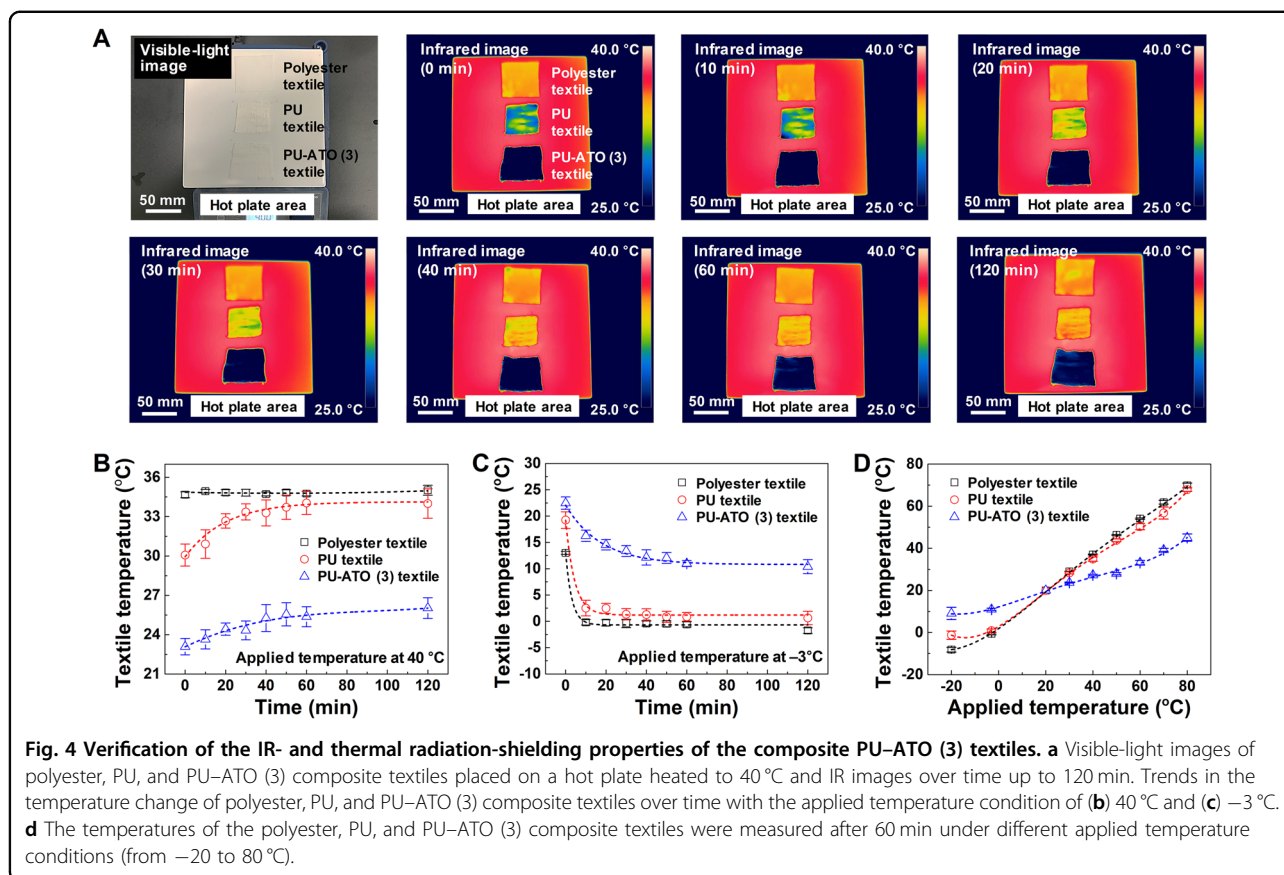 A
Visible-light
image
Polyester
textile
PU
textile
PU-ATO (3)
textile
50 mm
Hot plate area
Infrared image
(0 min)
40.0 °C
Polyester
textile
PU
textile
PU-ATO (3)
textile
50 mm
Hot plate area
25.0 °C
Infrared image
(10 min)
40.0 °C
50 mm
Hot plate area
25.0 °C
Infrared image
(20 min)
40.0 °C
50 mm
Hot plate area
25.0 °C
Infrared image
(30 min)
40.0 °C
50 mm
Hot plate area
25.0 °C
Infrared image
(40 min)
40.0 °C
50 mm
Hot plate area
25.0 °C
Infrared image
(60 min)
40.0 °C
50 mm
Hot plate area
25.0 °C
Infrared image
(120 min)
40.0 °C
50 mm
Hot plate area
25.0 °C
B
Textile temperature (°C)
36
33
30
27
24
21
Polyester textile
PU textile
PU-ATO (3) textile
Applied temperature at 40 °C
0 20 40 60 80 100 120
Time (min)
C
Textile temperature (°C)
30
25
20
15
10
5
0
-5
-10
Polyester textile
PU textile
PU-ATO (3) textile
Applied temperature at –3°C
0 20 40 60 80 100 120
Time (min)
D
Textile temperature (°C)
80
60
40
20
0
-20
Polyester textile
PU textile
PU-ATO (3) textile
-20 0 20 40 60 80
Applied temperature (°C)
Fig. 4 Verification of the IR- and thermal radiation-shielding properties of the composite PU–ATO (3) textiles. a Visible-light images of
polyester, PU, and PU–ATO (3) composite textiles placed on a hot plate heated to 40 °C and IR images over time up to 120 min. Trends in the
temperature change of polyester, PU, and PU–ATO (3) composite textiles over time with the applied temperature condition of (b) 40 °C and (c) −3 °C.
d The temperatures of the polyester, PU, and PU–ATO (3) composite textiles were measured after 60 min under different applied temperature
conditions (from −20 to 80 °C).